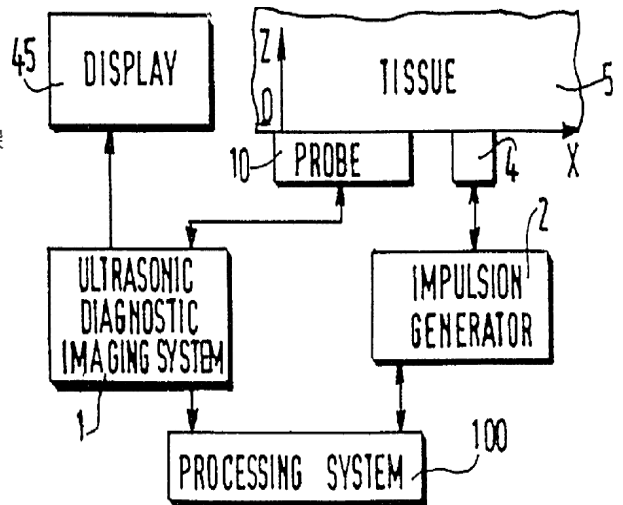 45
DISPLAY
Z
TISSUE
5
O
10
PROBE
4
X
2
ULTRASONIC
DIAGNOSTIC
IMAGING SYSTEM
1
IMPULSION
GENERATOR
PROCESSING SYSTEM
100